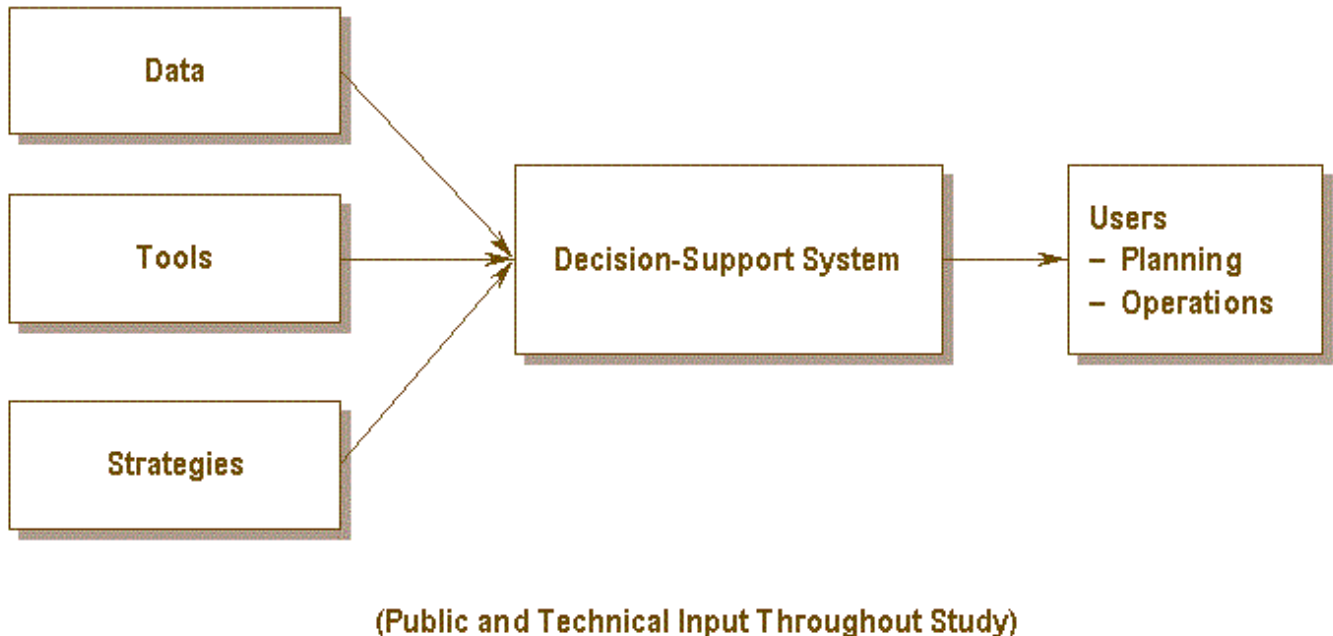 Data
Tools
Strategies
Decision-Support System
Users
– Planning
– Operations
(Public and Technical Input Throughout Study)